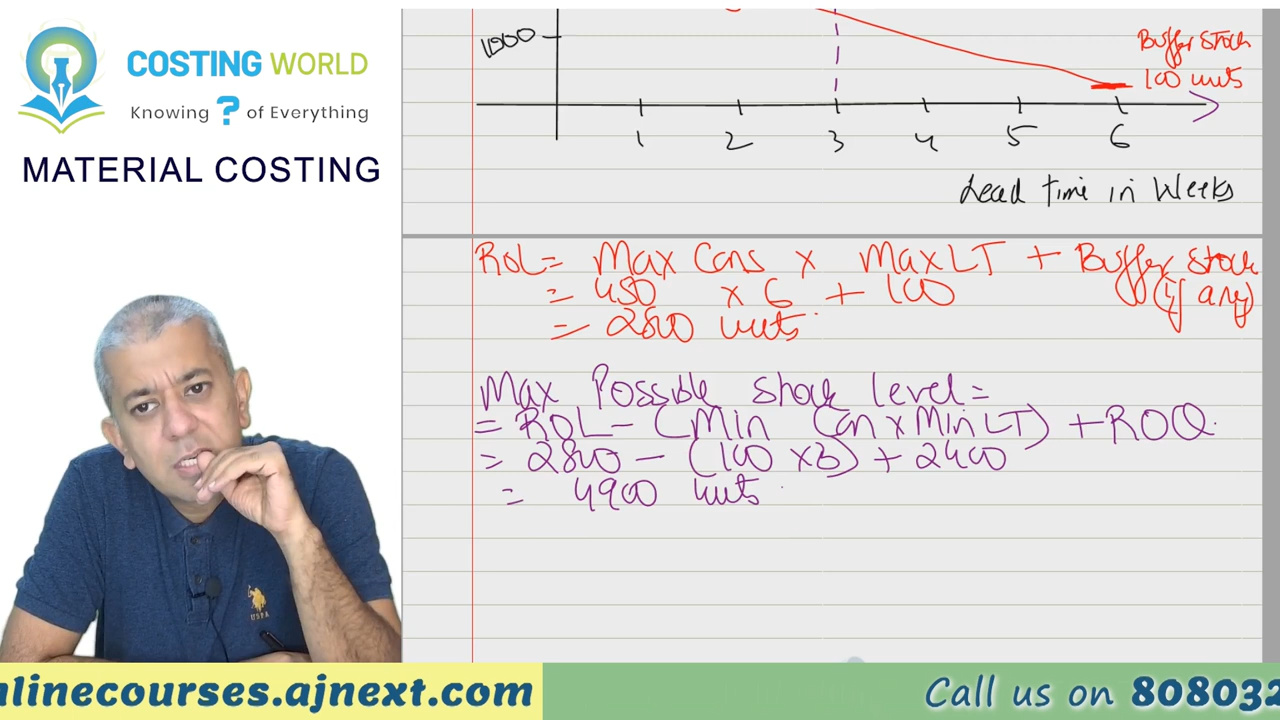 COSTING WORLD
Knowing ? of Everything
MATERIAL COSTING
1000
Buffer stock
100 units
1 2 3 4 5 6
Lead time in Weeks
ROL = Max Cons x Max LT + Buffer stock
= 450 x 6 + 100 (if any)
= 2800 units
Max Possible stock level =
= ROL - (Min Con x Min LT) + ROQ
= 2800 - (100 x 3) + 2400
= 4900 units
U.S.P.A.
nlinecourses.ajnext.com
Call us on 808032